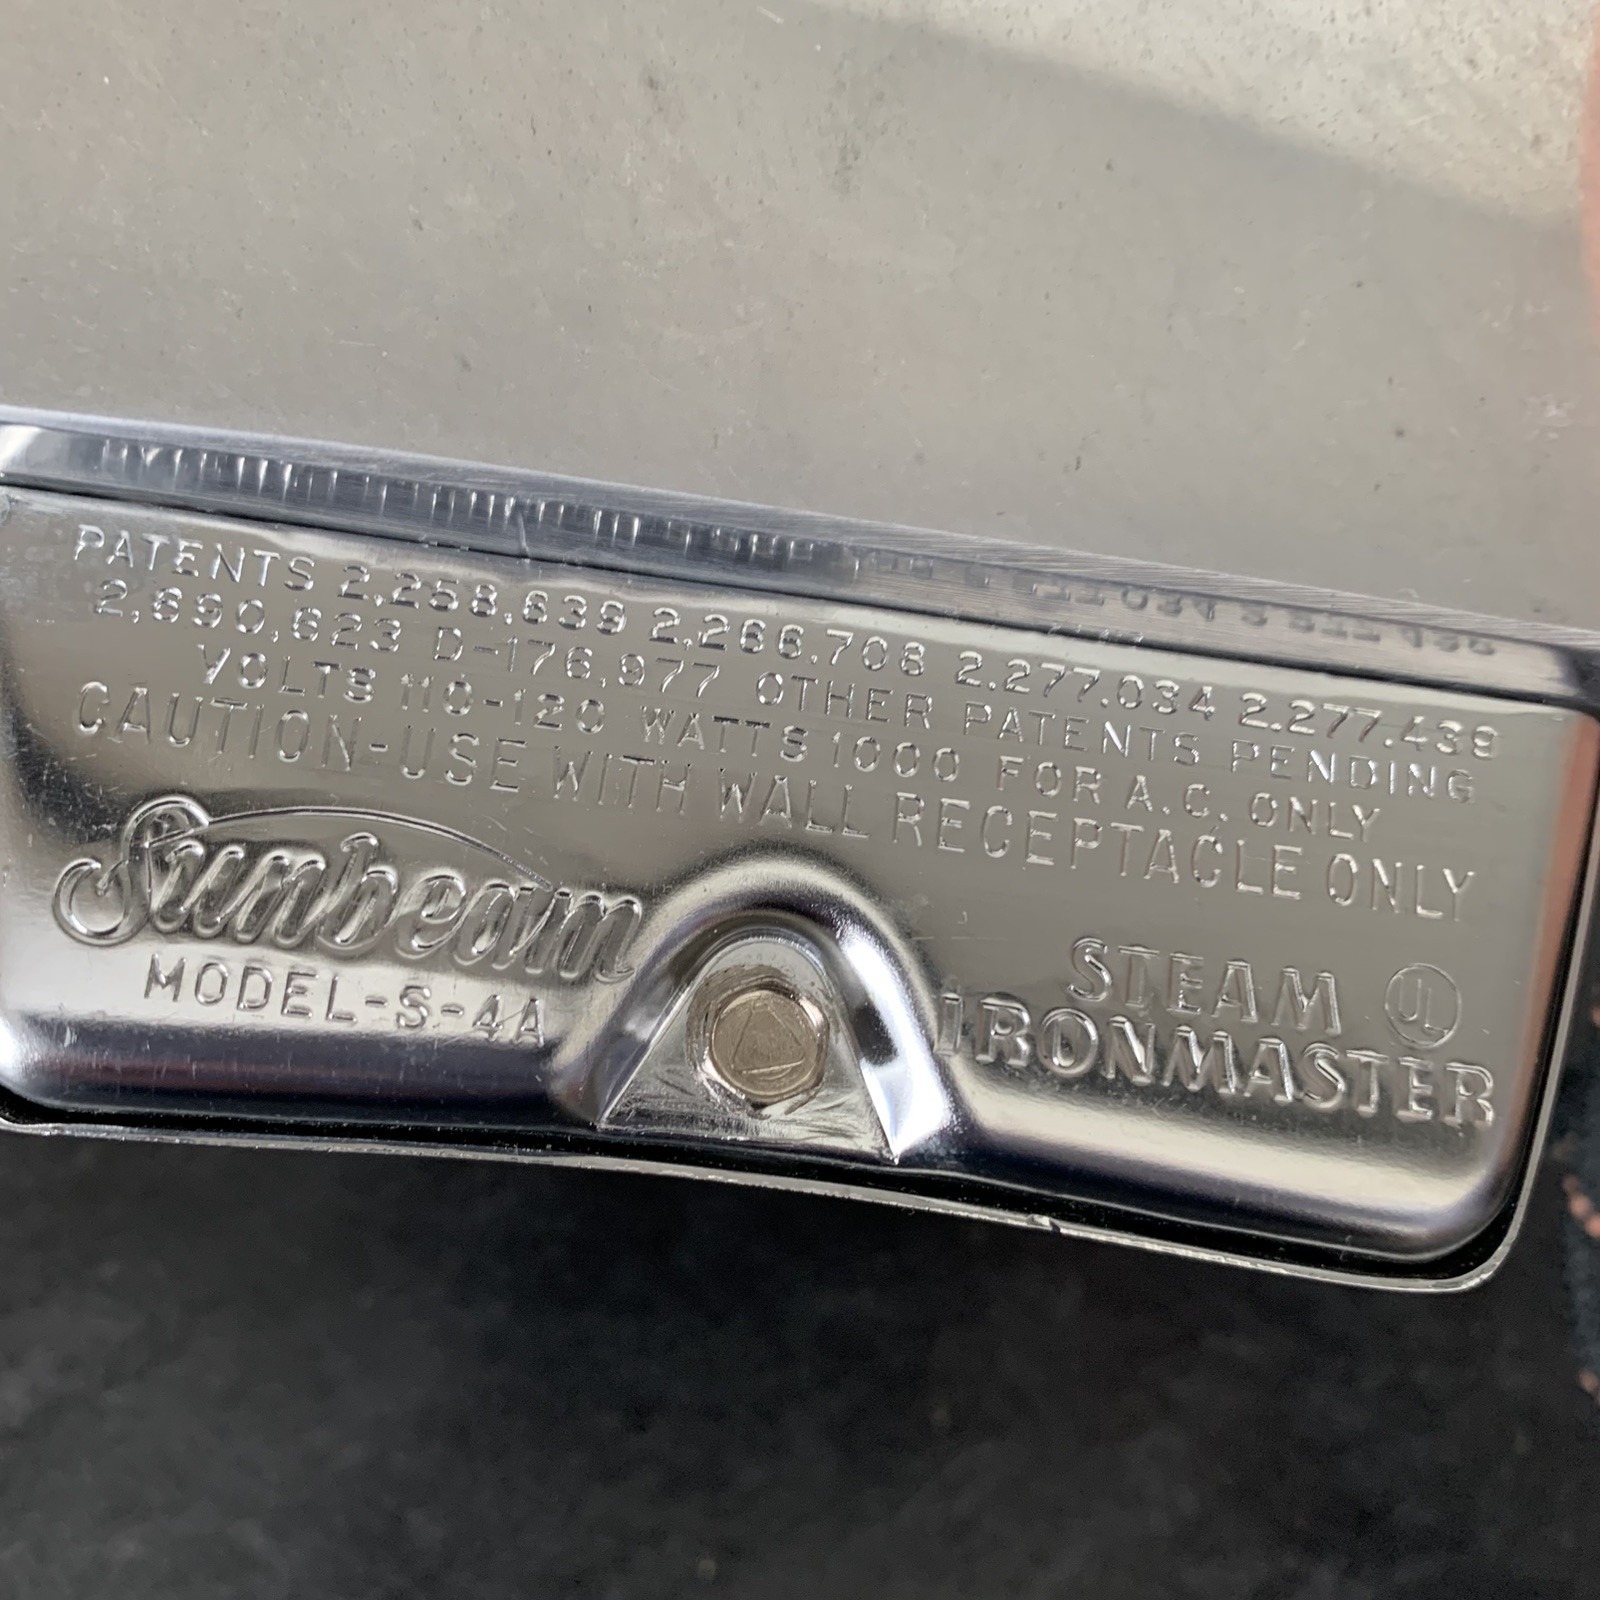 PATENTS 2,258,639 2,266,708 2.277.034 2.277.439
2,690,623 D-176,977 OTHER PATENTS PENDING
VOLTS 110-120 WATTS 1000 FOR A.C. ONLY
CAUTION-USE WITH WALL RECEPTACLE ONLY
Sunbeam
MODEL-S-4A
STEAM UL
IRONMASTER